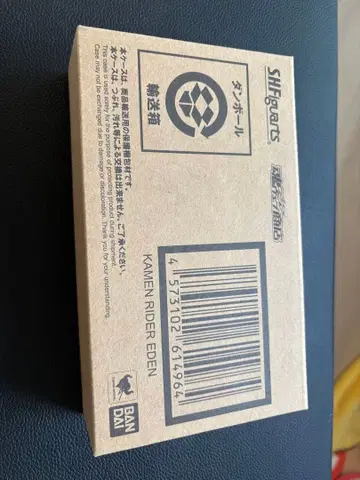 S.H.Figuarts
魂ウェブ商店
ダンボール
輸送箱
本ケースは、商品輸送用の保護梱包材です。
本ケースは、つぶれ、汚れ等による交換は出来ません。ご了承ください。
This case is used solely for the purpose of protecting product during shipment.
Case may not be exchanged due to damage or discoloration. Thank you for your understanding.
4 573102 614964
KAMEN RIDER EDEN
BAN
DAI